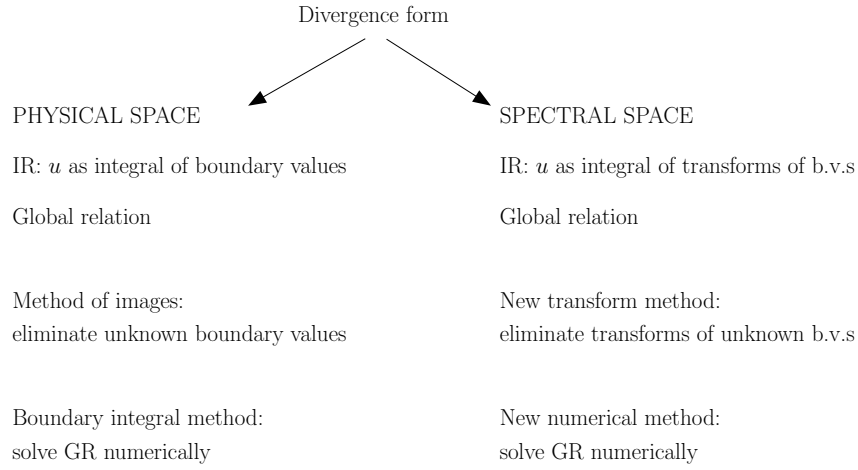 Divergence form
PHYSICAL SPACE
IR: u as integral of boundary values
Global relation
Method of images:
eliminate unknown boundary values
Boundary integral method:
solve GR numerically
SPECTRAL SPACE
IR: u as integral of transforms of b.v.s
Global relation
New transform method:
eliminate transforms of unknown b.v.s
New numerical method:
solve GR numerically